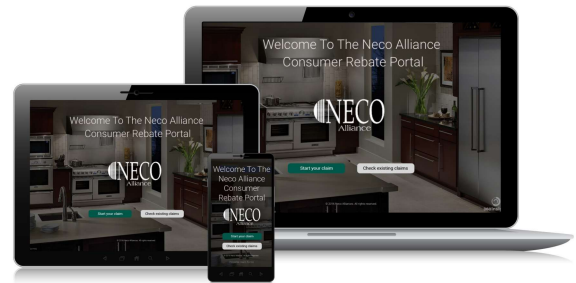 Welcome To The Neco Alliance
Consumer Rebate Portal
NECO
Alliance
Start your claim
Check existing claims
Welcome To The Neco Alliance
Consumer Rebate Portal
NECO
Alliance
Start your claim
Check existing claims
Welcome To The
Neco Alliance
Consumer
Rebate Portal
NECO
Alliance
Start your claim
Check existing claims